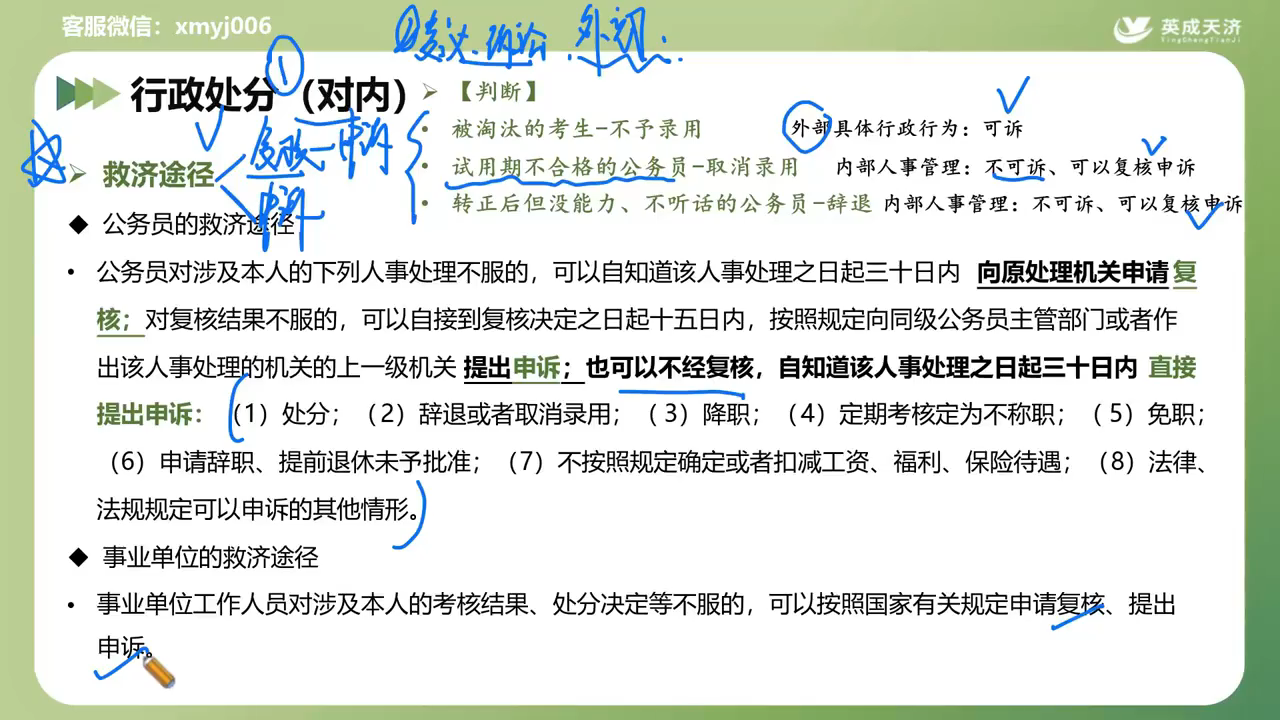 客服微信：xmyj006
② 复议、诉讼 外部
英成天济
YingChengTianJi
①
行政处分（对内）
【判断】
• 被淘汰的考生-不予录用 外部具体行政行为：可诉
复核—申诉
申诉
• 试用期不合格的公务员-取消录用 内部人事管理：不可诉、可以复核申诉
救济途径
• 转正后但没能力、不听话的公务员-辞退 内部人事管理：不可诉、可以复核申诉
◆ 公务员的救济途径
• 公务员对涉及本人的下列人事处理不服的，可以自知道该人事处理之日起三十日内 向原处理机关申请复
核；对复核结果不服的，可以自接到复核决定之日起十五日内，按照规定向同级公务员主管部门或者作
出该人事处理的机关的上一级机关 提出申诉；也可以不经复核，自知道该人事处理之日起三十日内 直接
提出申诉：（1）处分；（2）辞退或者取消录用；（3）降职；（4）定期考核定为不称职；（5）免职；
（6）申请辞职、提前退休未予批准；（7）不按照规定确定或者扣减工资、福利、保险待遇；（8）法律、
法规规定可以申诉的其他情形。
◆ 事业单位的救济途径
• 事业单位工作人员对涉及本人的考核结果、处分决定等不服的，可以按照国家有关规定申请复核、提出
申诉。